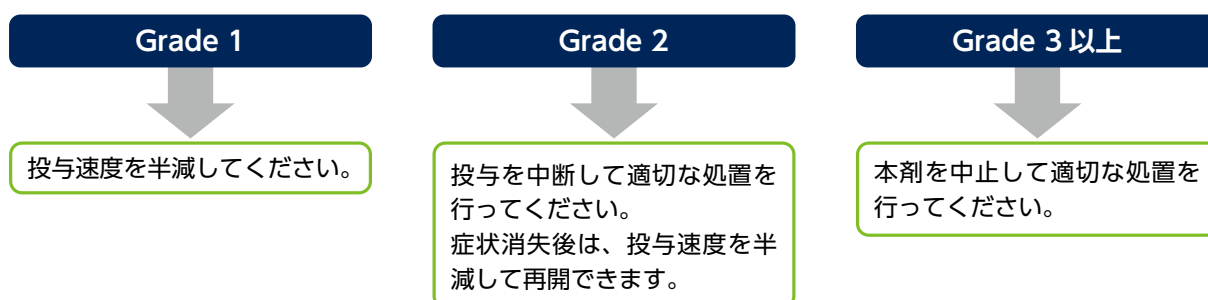 Grade 1
投与速度を半減してください。
Grade 2
投与を中断して適切な処置を
行ってください。
症状消失後は、投与速度を半
減して再開できます。
Grade 3以上
本剤を中止して適切な処置を
行ってください。